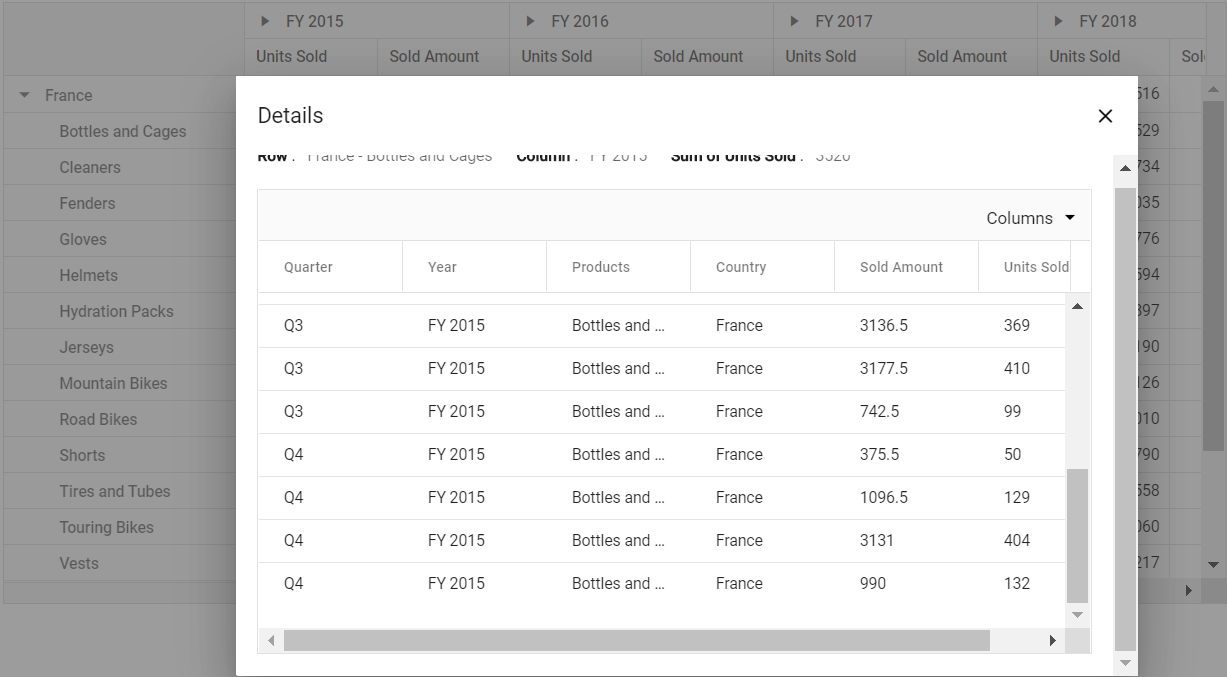 FY 2015 FY 2016 FY 2017 FY 2018
Units Sold Sold Amount Units Sold Sold Amount Units Sold Sold Amount Units Sold
France
Bottles and Cages
Cleaners
Fenders
Gloves
Helmets
Hydration Packs
Jerseys
Mountain Bikes
Road Bikes
Shorts
Tires and Tubes
Touring Bikes
Vests
516
529
734
035
776
594
397
190
126
010
790
558
060
217
Details
Row : France - Bottles and Cages Column : FY 2015 Sum of Units Sold : 3520
Columns
Quarter Year Products Country Sold Amount Units Sold
Q3 FY 2015 Bottles and ... France 3136.5 369
Q3 FY 2015 Bottles and ... France 3177.5 410
Q3 FY 2015 Bottles and ... France 742.5 99
Q4 FY 2015 Bottles and ... France 375.5 50
Q4 FY 2015 Bottles and ... France 1096.5 129
Q4 FY 2015 Bottles and ... France 3131 404
Q4 FY 2015 Bottles and ... France 990 132